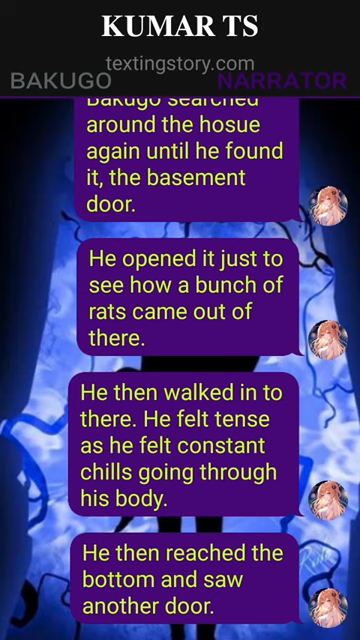 KUMAR TS
textingstory.com
BAKUGO NARRATOR
Bakugo searched
around the hosue
again until he found
it, the basement
door.
He opened it just to
see how a bunch of
rats came out of
there.
He then walked in to
there. He felt tense
as he felt constant
chills going through
his body.
He then reached the
bottom and saw
another door.